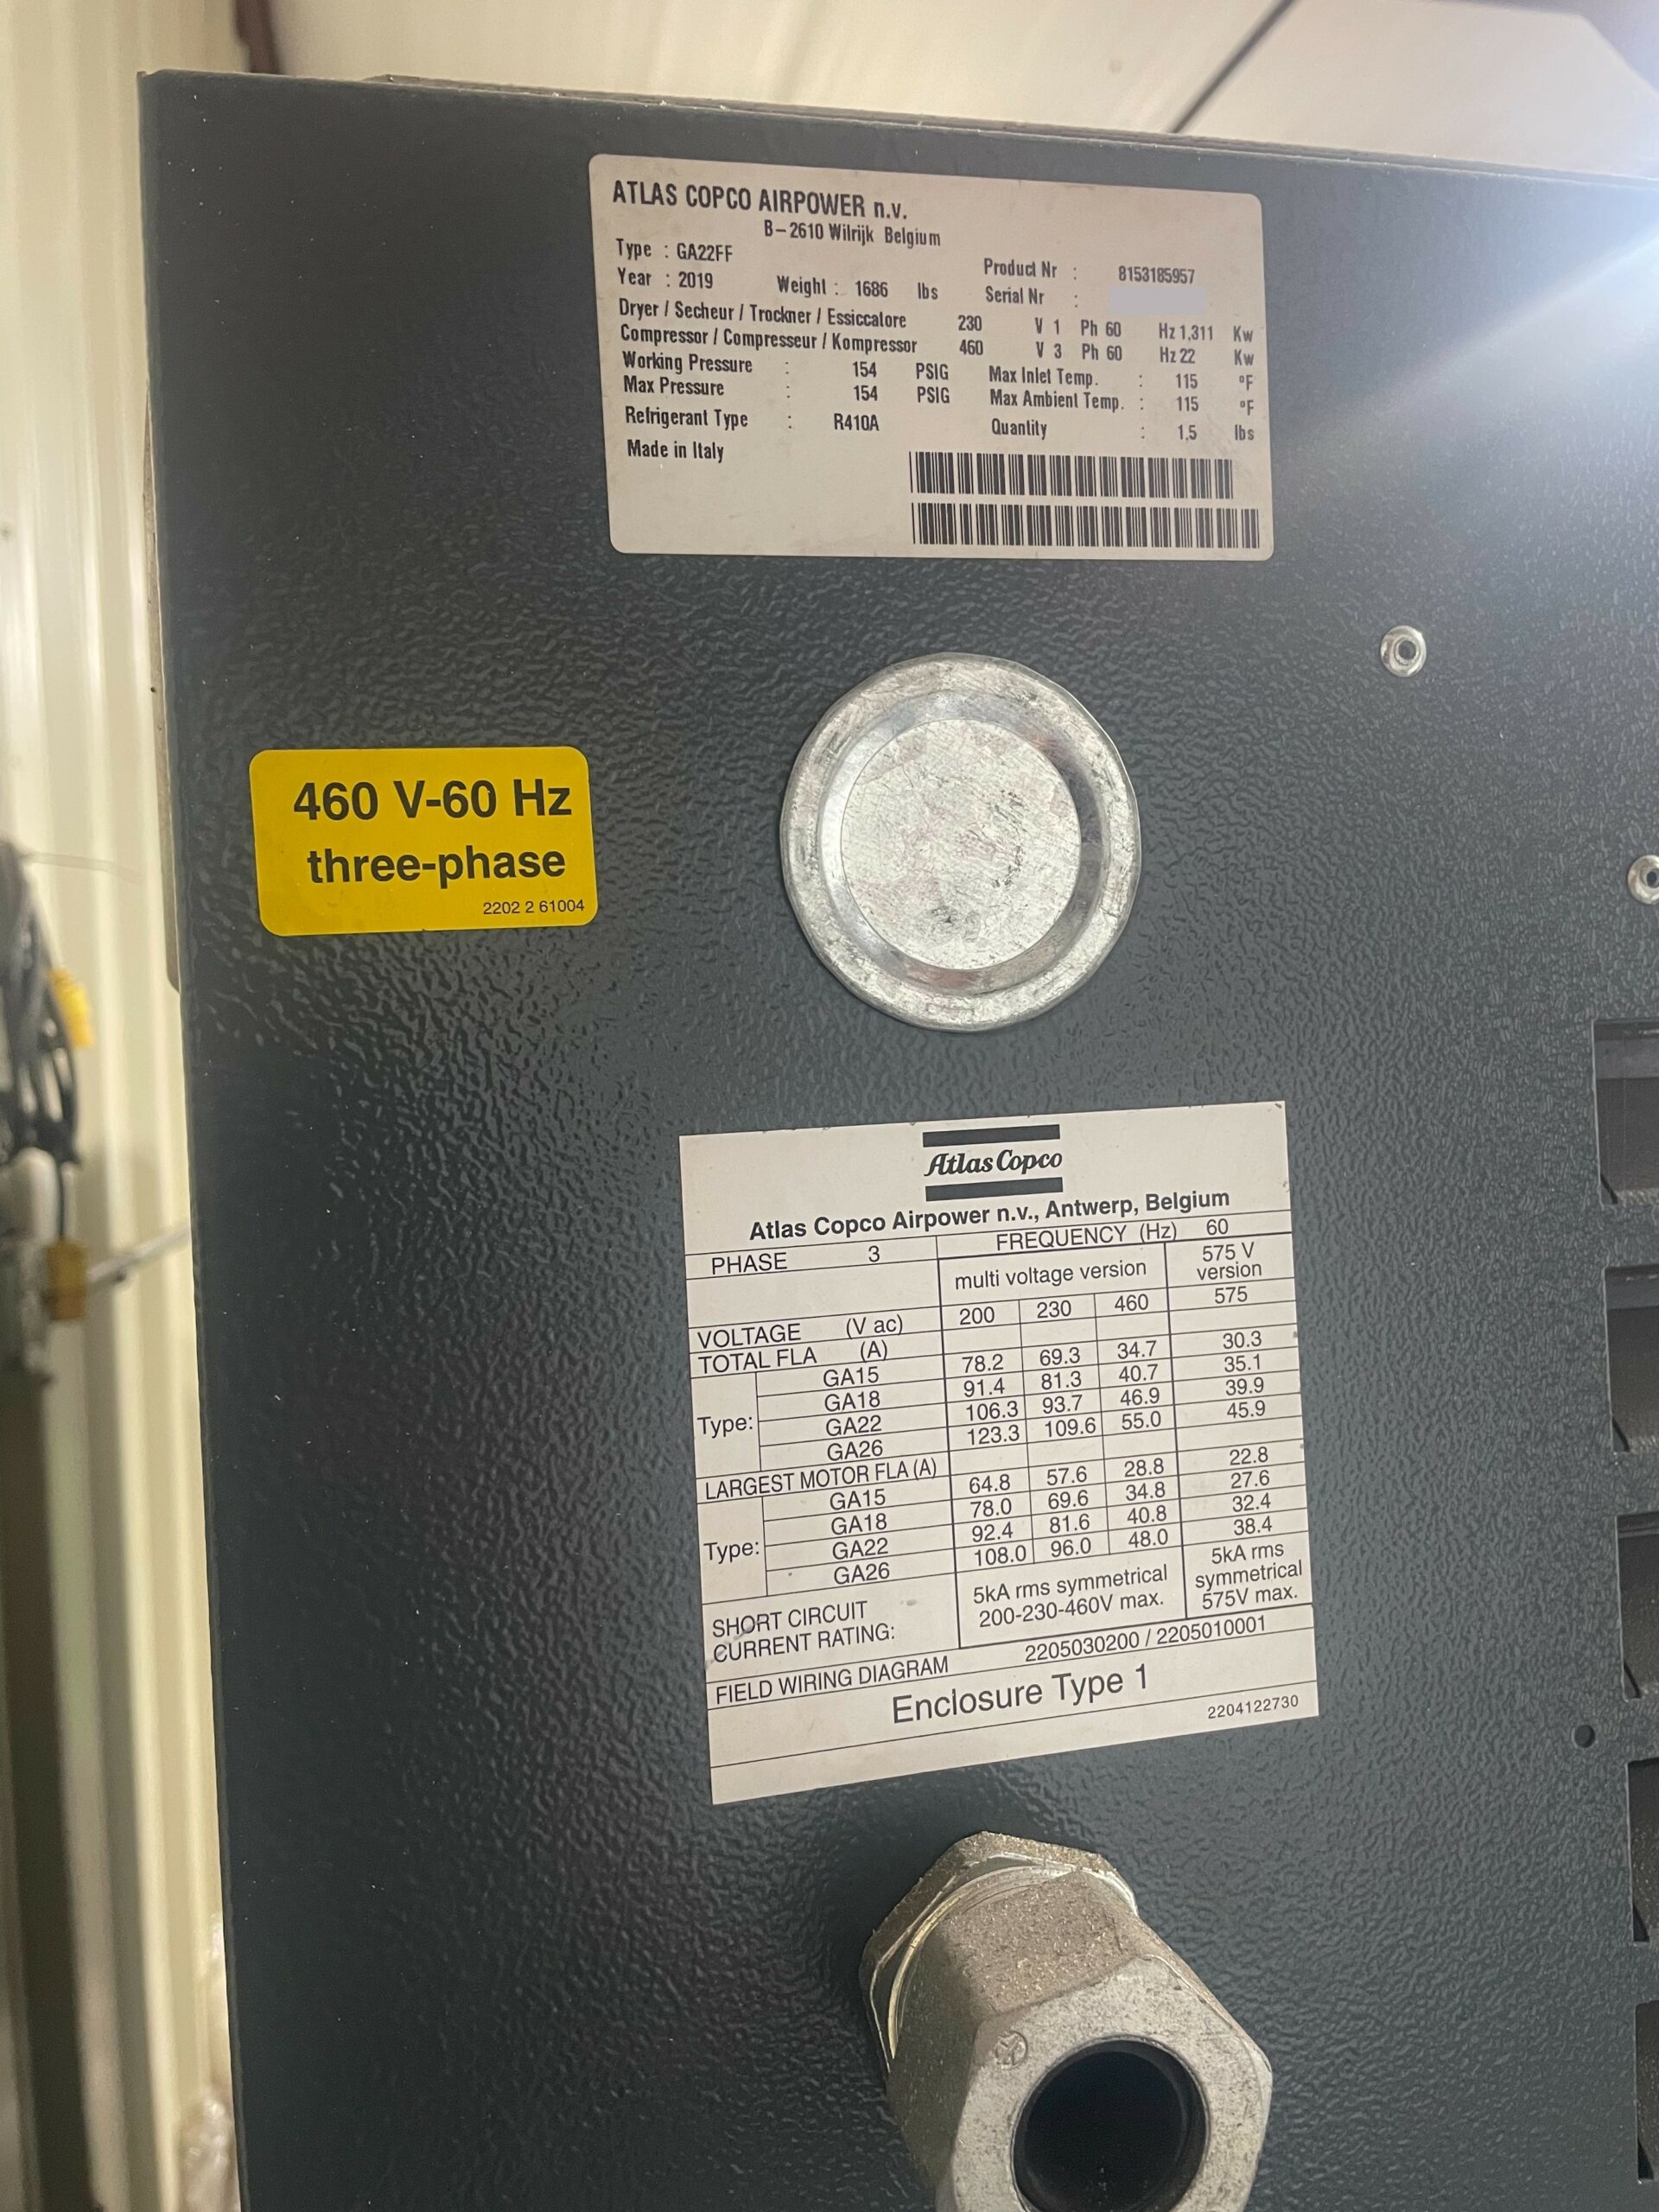 ATLAS COPCO AIRPOWER n.v.
B-2610 Wilrijk Belgium
Type : GA22FF
Year : 2019 Weight : 1686 lbs
Product Nr : 8153185957
Serial Nr :
Dryer / Secheur / Trockner / Essiccatore 230 V 1 Ph 60 Hz 1,311 Kw
Compressor / Compresseur / Kompressor 460 V 3 Ph 60 Hz 22 Kw
Working Pressure : 154 PSIG Max Inlet Temp. : 115 °F
Max Pressure : 154 PSIG Max Ambient Temp. : 115 °F
Refrigerant Type : R410A Quantity : 1,5 lbs
Made in Italy
460 V-60 Hz
three-phase
2202 2 61004
Atlas Copco
Atlas Copco Airpower n.v., Antwerp, Belgium
PHASE 3 FREQUENCY (Hz) 60
multi voltage version 575 V version
VOLTAGE (V ac) 200 230 460 575
TOTAL FLA (A)
Type:
GA15 78.2 69.3 34.7 30.3
GA18 91.4 81.3 40.7 35.1
GA22 106.3 93.7 46.9 39.9
GA26 123.3 109.6 55.0 45.9
LARGEST MOTOR FLA (A)
Type:
GA15 64.8 57.6 28.8 22.8
GA18 78.0 69.6 34.8 27.6
GA22 92.4 81.6 40.8 32.4
GA26 108.0 96.0 48.0 38.4
SHORT CIRCUIT
CURRENT RATING:
5kA rms symmetrical
200-230-460V max.
5kA rms
symmetrical
575V max.
FIELD WIRING DIAGRAM 2205030200 / 2205010001
Enclosure Type 1
2204122730